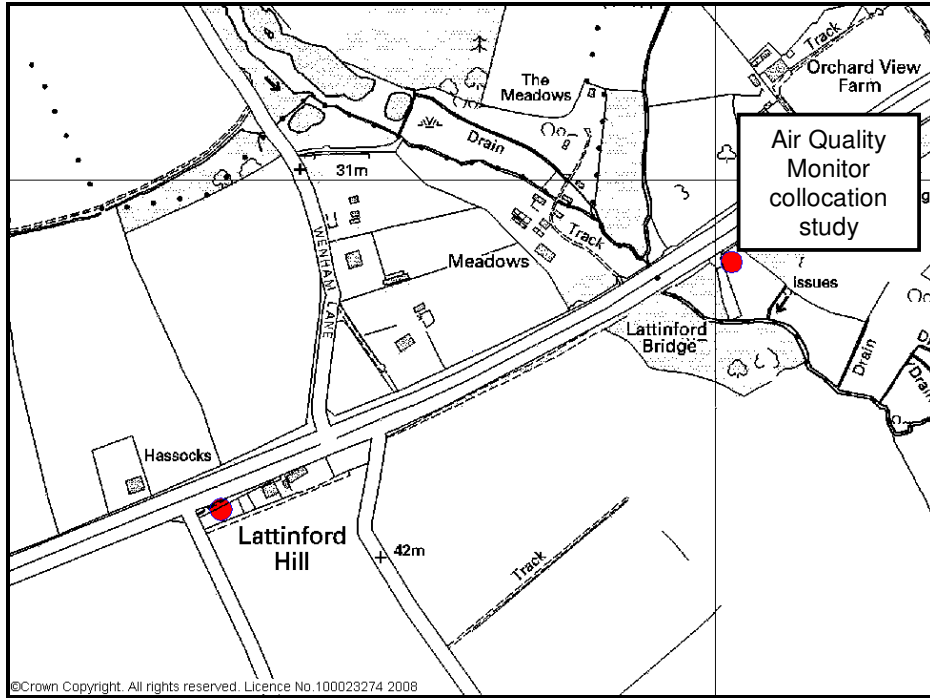 Track
Orchard View
Farm
The
Meadows
Drain
Air Quality
Monitor
collocation
study
31m
Track
WENHAM LANE
Meadows
Issues
Lattinford
Bridge
Drain
Drain
Hassocks
Lattinford
Hill
42m
Track
©Crown Copyright. All rights reserved. Licence No.100023274 2008